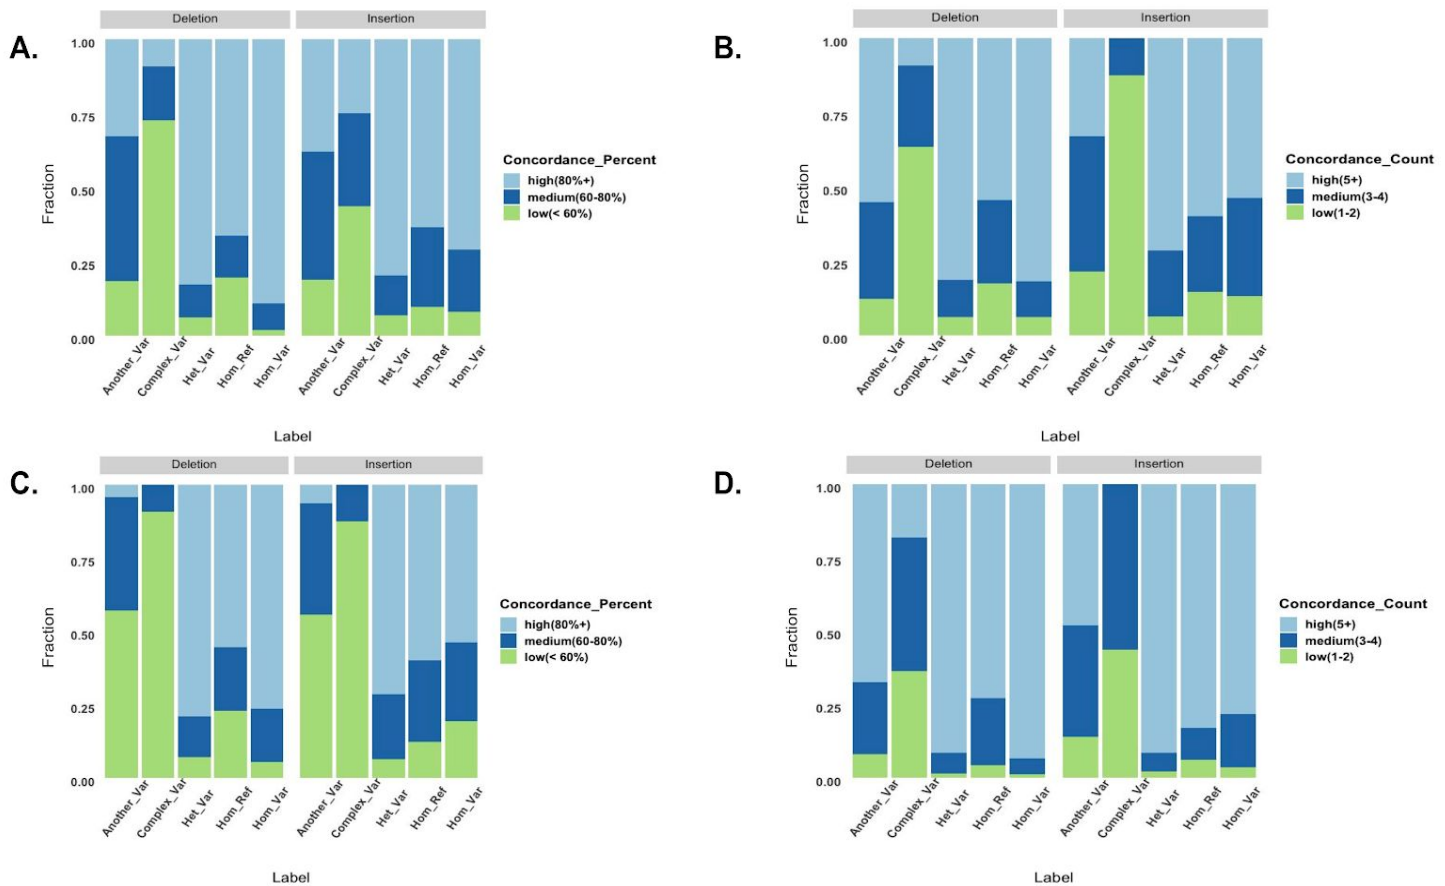 A.
Deletion
Insertion
1.00
0.75
0.50
0.25
0.00
Fraction
Another_Var
Complex_Var
Het_Var
Hom_Ref
Hom_Var
Another_Var
Complex_Var
Het_Var
Hom_Ref
Hom_Var
Label
Concordance_Percent
high(80%+)
medium(60-80%)
low(< 60%)
B.
Deletion
Insertion
1.00
0.75
0.50
0.25
0.00
Fraction
Another_Var
Complex_Var
Het_Var
Hom_Ref
Hom_Var
Another_Var
Complex_Var
Het_Var
Hom_Ref
Hom_Var
Label
Concordance_Count
high(5+)
medium(3-4)
low(1-2)
C.
Deletion
Insertion
1.00
0.75
0.50
0.25
0.00
Fraction
Another_Var
Complex_Var
Het_Var
Hom_Ref
Hom_Var
Another_Var
Complex_Var
Het_Var
Hom_Ref
Hom_Var
Label
Concordance_Percent
high(80%+)
medium(60-80%)
low(< 60%)
D.
Deletion
Insertion
1.00
0.75
0.50
0.25
0.00
Fraction
Another_Var
Complex_Var
Het_Var
Hom_Ref
Hom_Var
Another_Var
Complex_Var
Het_Var
Hom_Ref
Hom_Var
Label
Concordance_Count
high(5+)
medium(3-4)
low(1-2)